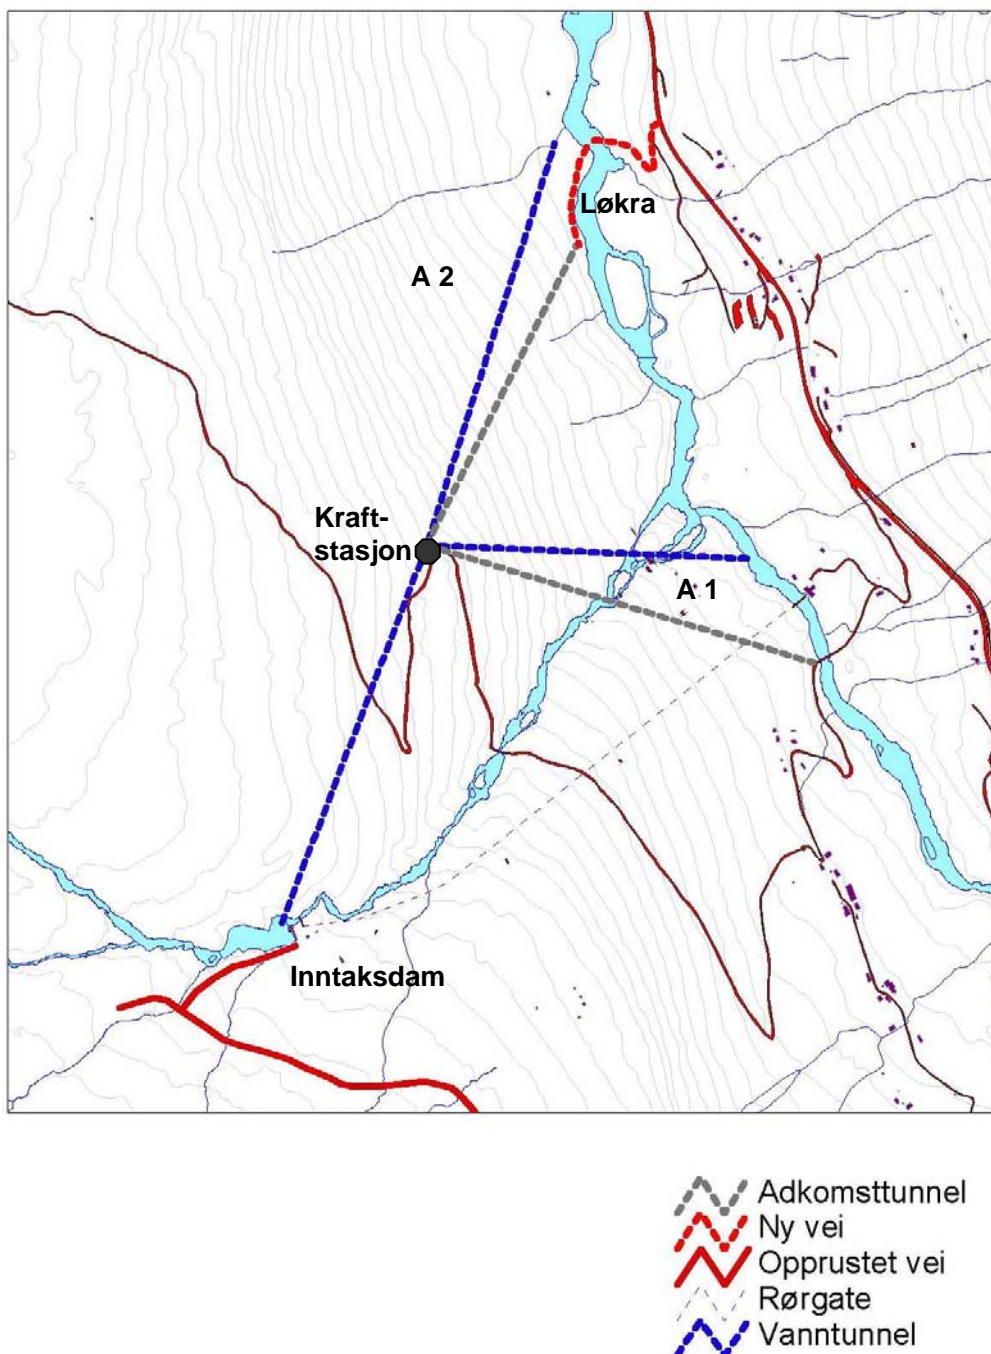 Løkra
A 2
Kraft-
stasjon
A 1
Inntaksdam
Adkomsttunnel
Ny vei
Opprustet vei
Rørgate
Vanntunnel